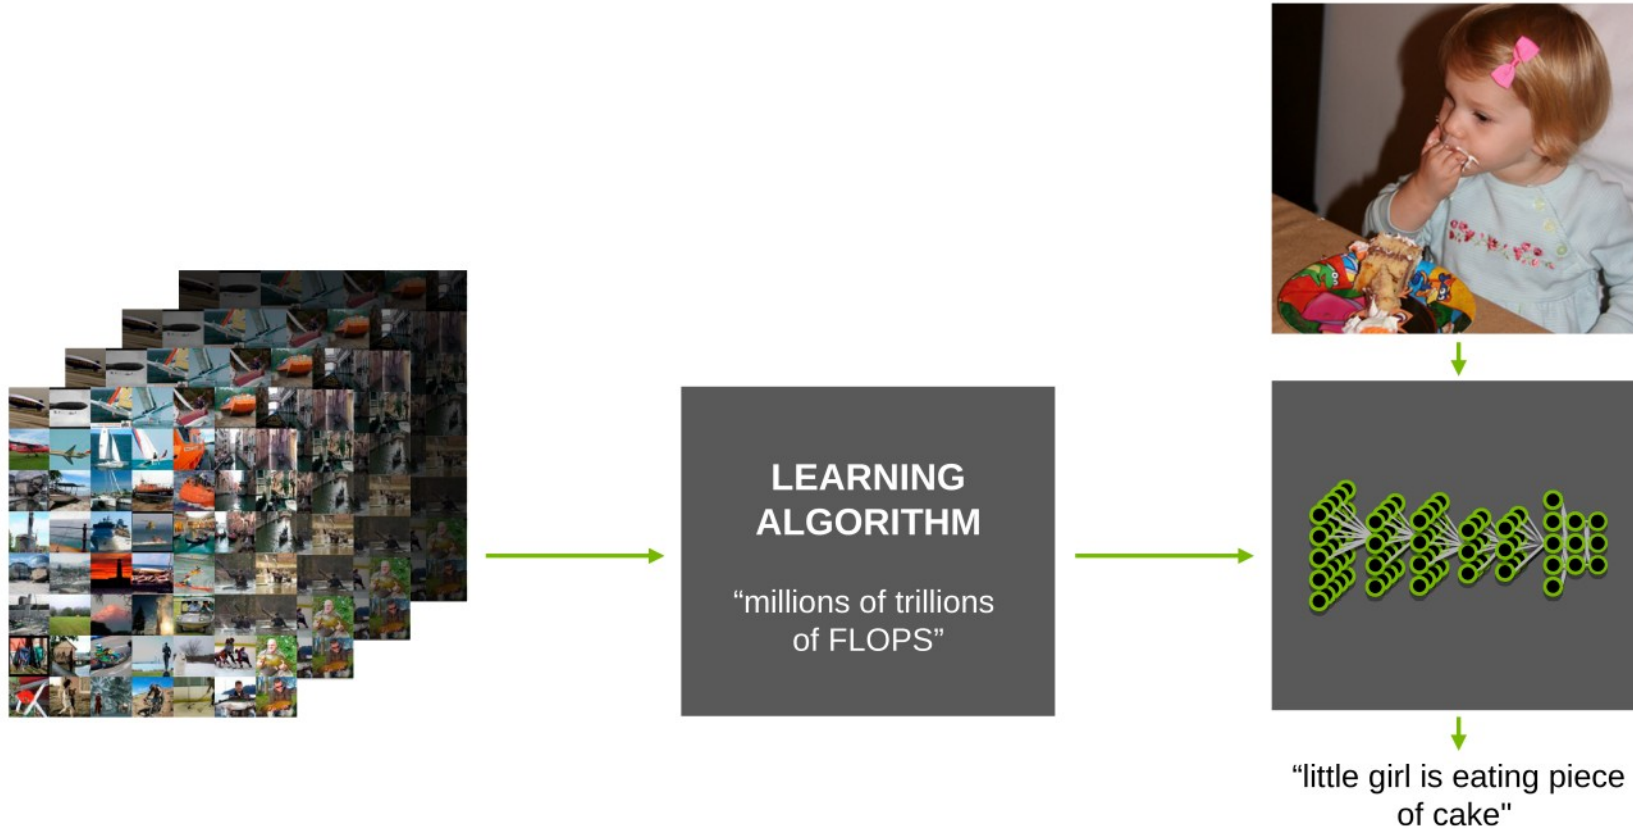 LEARNING
ALGORITHM
“millions of trillions
of FLOPS”
“little girl is eating piece
of cake"